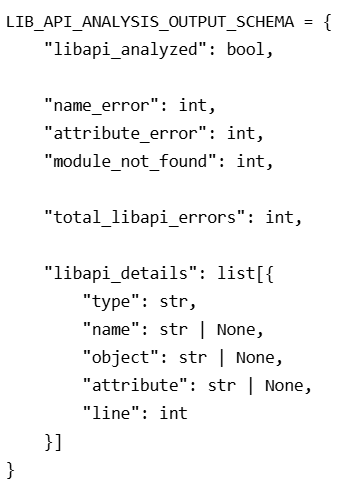 LIB_API_ANALYSIS_OUTPUT_SCHEMA = {
    "libapi_analyzed": bool,

    "name_error": int,
    "attribute_error": int,
    "module_not_found": int,

    "total_libapi_errors": int,

    "libapi_details": list[{
        "type": str,
        "name": str | None,
        "object": str | None,
        "attribute": str | None,
        "line": int
    }]
}